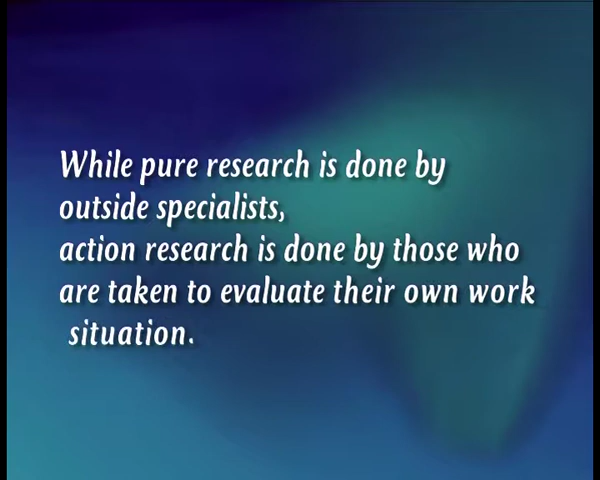 While pure research is done by
outside specialists,
action research is done by those who
are taken to evaluate their own work
situation.